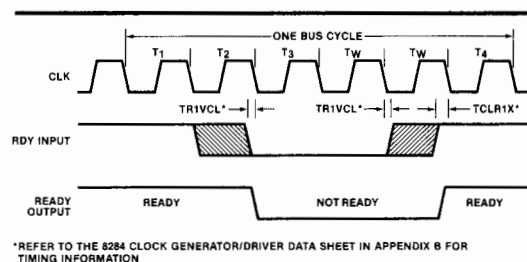 ONE BUS CYCLE
T1 T2 T3 TW TW T4
CLK
TR1VCL* TR1VCL* TCLR1X*
RDY INPUT
READY OUTPUT
READY NOT READY READY
*REFER TO THE 8284 CLOCK GENERATOR/DRIVER DATA SHEET IN APPENDIX B FOR
TIMING INFORMATION